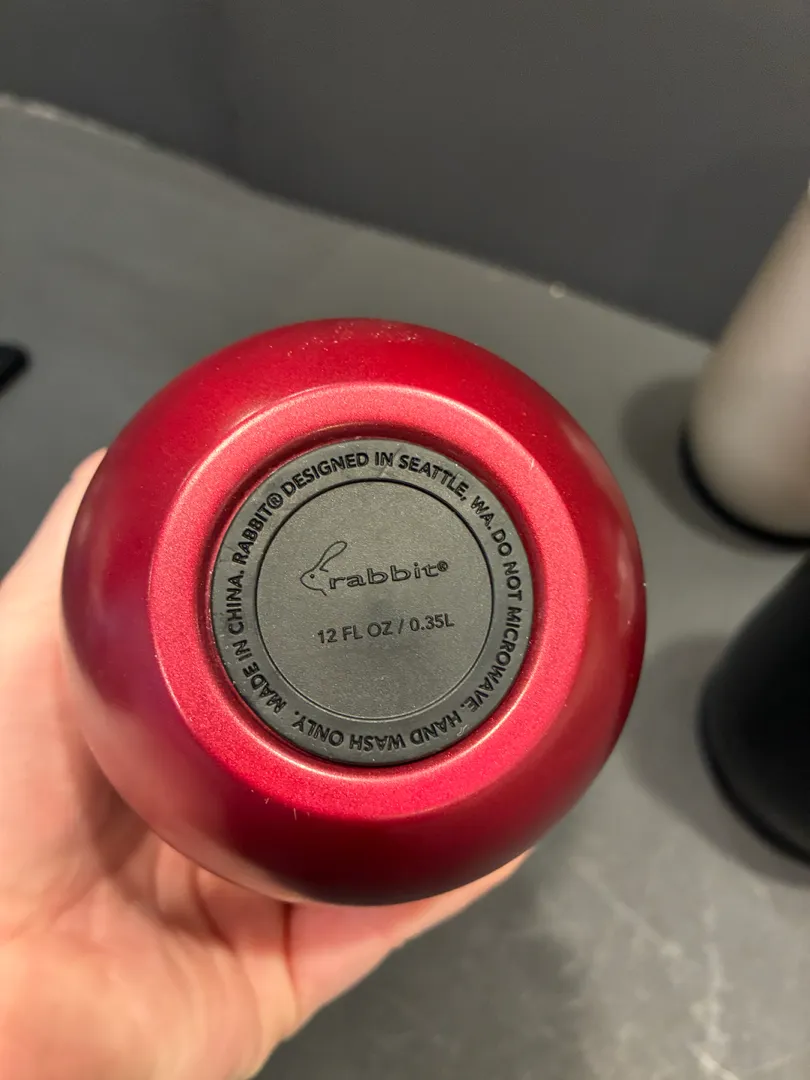 RABBIT® DESIGNED IN SEATTLE, WA. DO NOT MICROWAVE. HAND WASH ONLY. MADE IN CHINA.
rabbit®
12 FL OZ / 0.35L